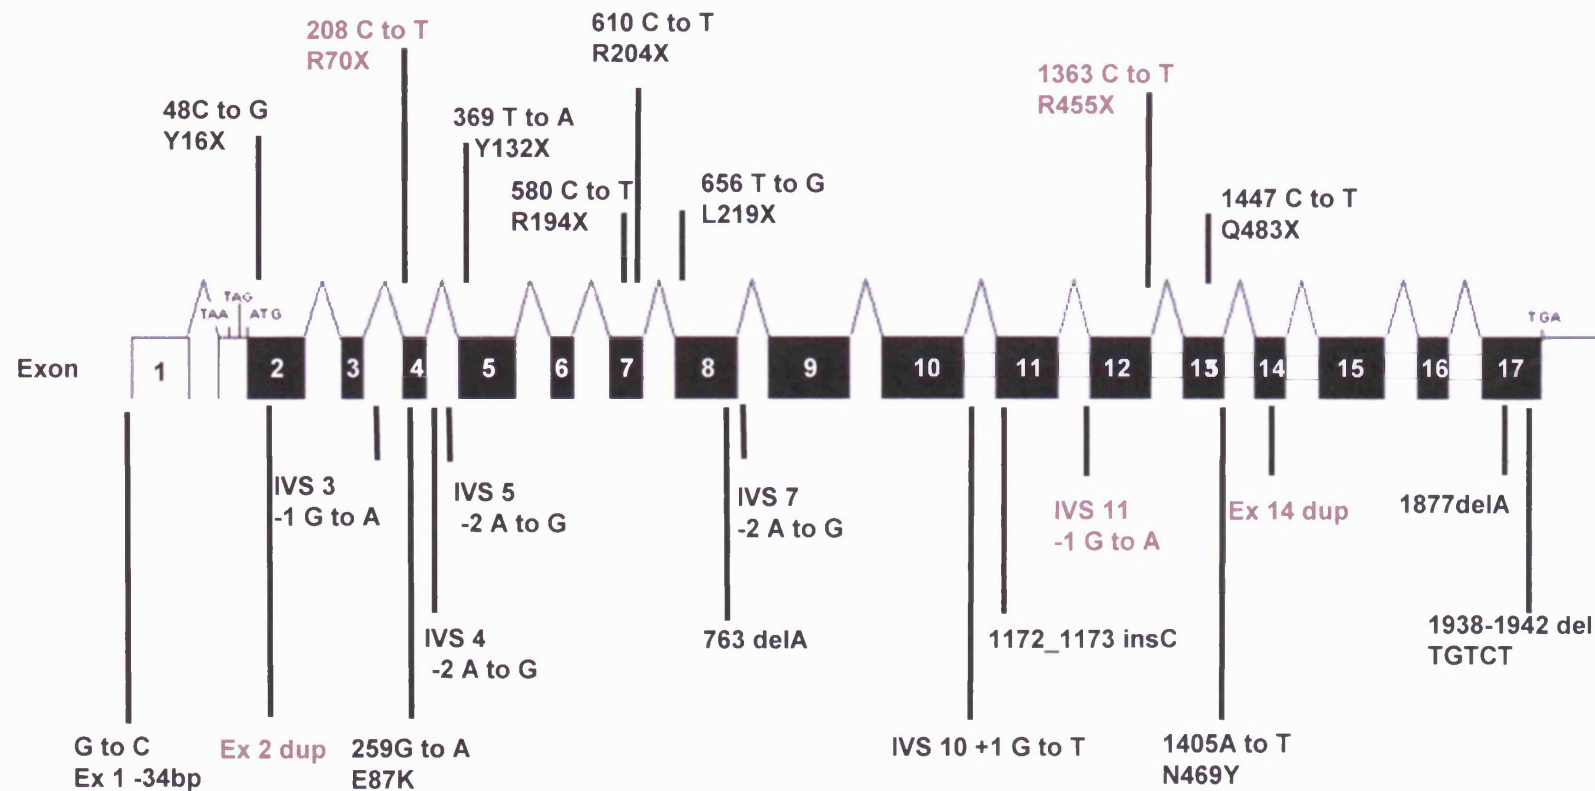 208 C to T
R70X
610 C to T
R204X
1363 C to T
R455X
48C to G
Y16X
369 T to A
Y132X
580 C to T
R194X
656 T to G
L219X
1447 C to T
Q483X
TAA TAG ATG
TGA
Exon 1 2 3 4 5 6 7 8 9 10 11 12 13 14 15 16 17
IVS 3
-1 G to A
IVS 5
-2 A to G
IVS 7
-2 A to G
IVS 11
-1 G to A
Ex 14 dup
1877delA
IVS 4
-2 A to G
763 delA
1172_1173 insC
1938-1942 del
TGTCT
G to C
Ex 1 -34bp
Ex 2 dup
259G to A
E87K
IVS 10 +1 G to T
1405A to T
N469Y